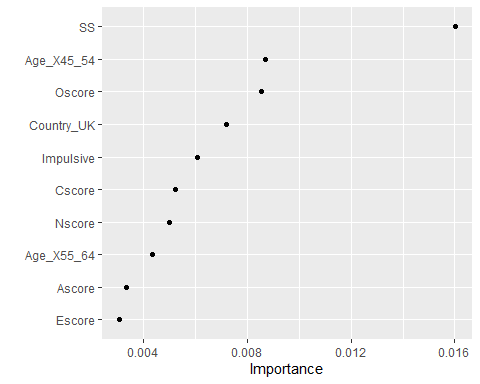 SS
Age_X45_54
Oscore
Country_UK
Impulsive
Cscore
Nscore
Age_X55_64
Ascore
Escore
0.004 0.008 0.012 0.016
Importance